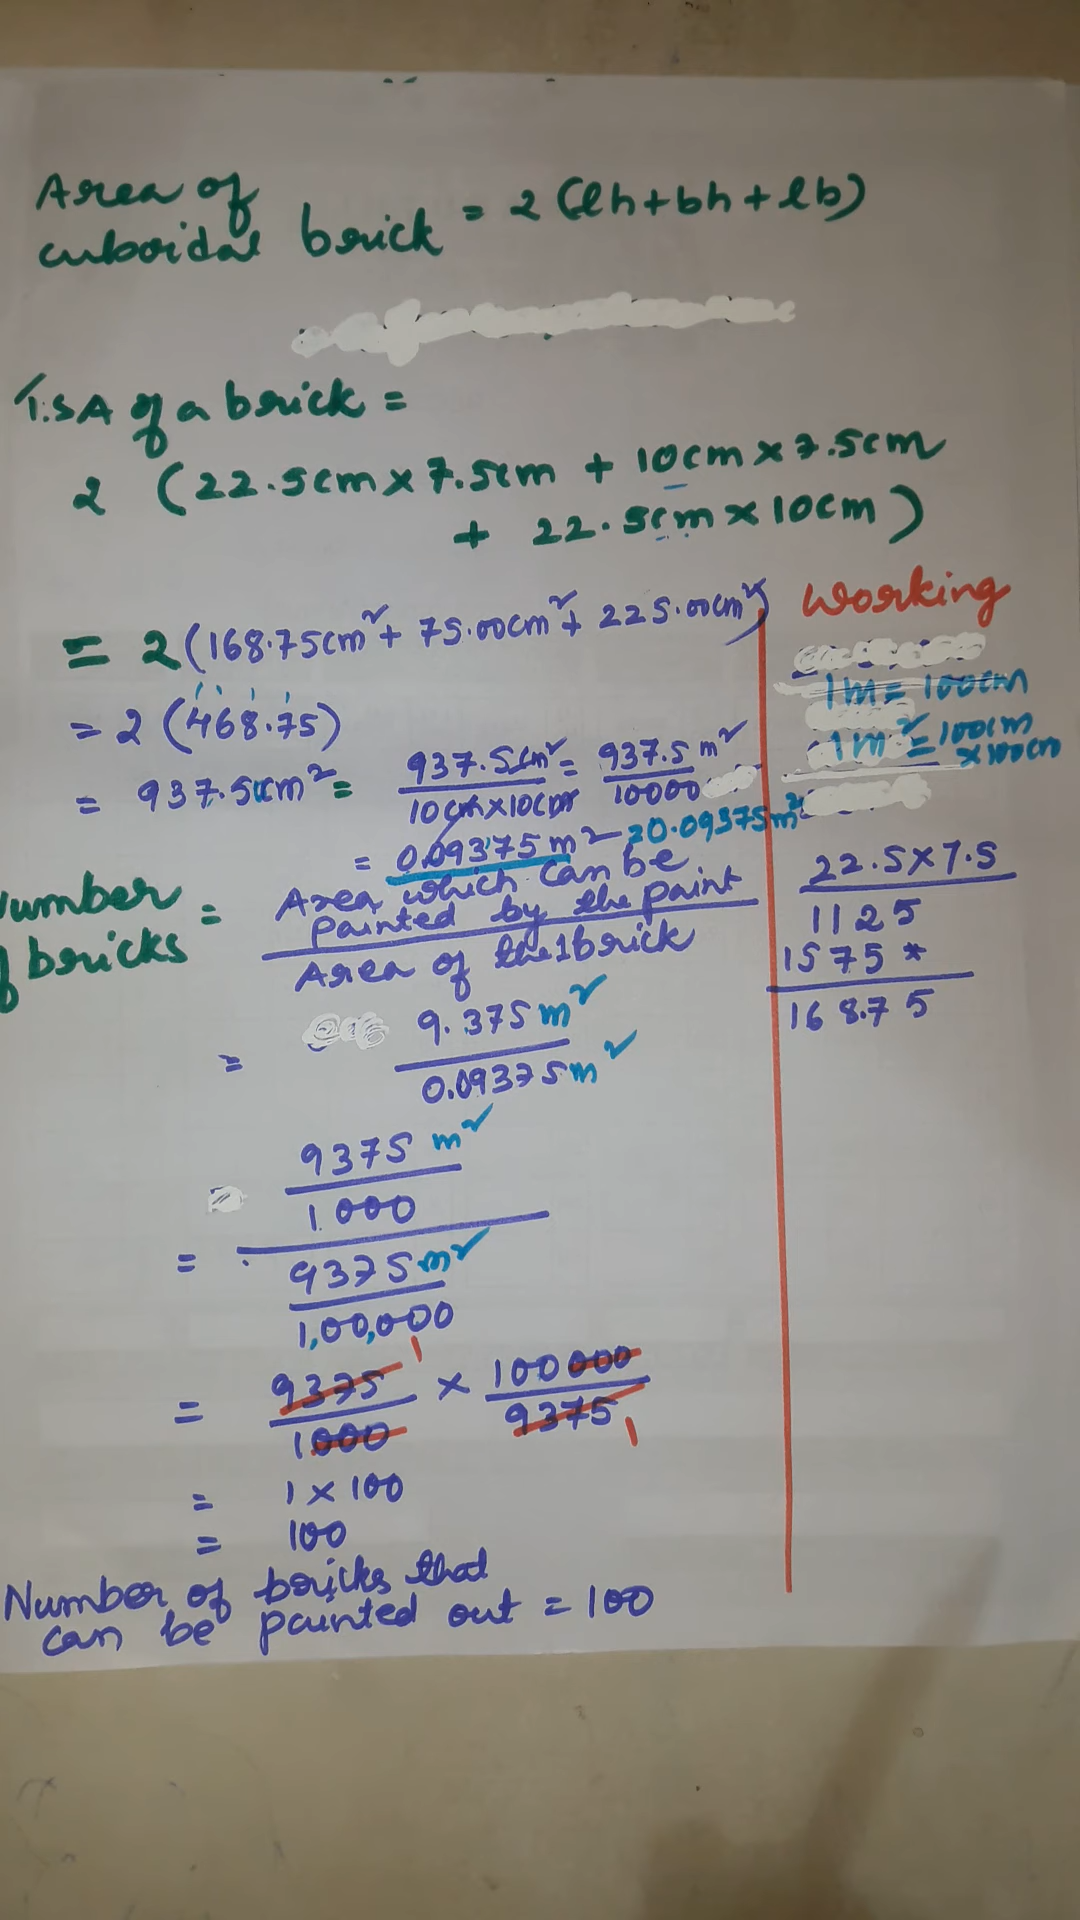 Area of
cuboidal brick = 2 (lh+bh+lb)
T.SA of a brick =
2 (22.5cm×7.5cm + 10cm×7.5cm
+ 22.5cm×10cm)
= 2(168.75cm²+ 75.00cm²+ 225.00cm²)
= 2 (468.75)
= 937.5cm² = 937.5cm²/10cm×10cm = 937.5 m²/10000
= 0.09375 m² 0.09375m²
Number
of bricks = Area which can be
painted by the paint
Area of the 1 brick
= 9.375 m²
0.09375m²
9375 m²
1000
=
9375m²
1,00,000
= 9375/1000 × 100000/9375
1 1
= 1 × 100
= 100
Number of bricks that
can be painted out = 100
Working
1m = 100cm
1m² = 100cm
×100cm
22.5×7.5
1125
1575*
168.75